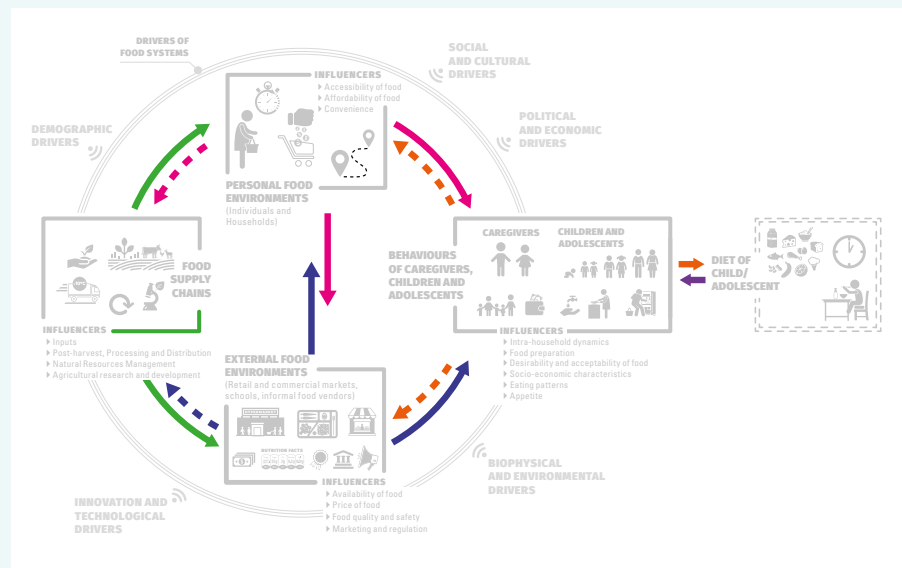 DRIVERS OF
FOOD SYSTEMS
SOCIAL
AND CULTURAL
DRIVERS
INFLUENCERS
Accessibility of food
Affordability of food
Convenience
DEMOGRAPHIC
DRIVERS
POLITICAL
AND ECONOMIC
DRIVERS
PERSONAL FOOD
ENVIRONMENTS
(Individuals and
Households)
FOOD
SUPPLY
CHAINS
INFLUENCERS
Inputs
Post-harvest, Processing and Distribution
Natural Resources Management
Agricultural research and development
BEHAVIOURS
OF CAREGIVERS,
CHILDREN AND
ADOLESCENTS
CAREGIVERS
CHILDREN AND
ADOLESCENTS
DIET OF
CHILD/
ADOLESCENT
INFLUENCERS
Intra-household dynamics
Food preparation
Desirability and acceptability of food
Socio-economic characteristics
Eating patterns
Appetite
EXTERNAL FOOD
ENVIRONMENTS
(Retail and commercial markets,
schools, informal food vendors)
NUTRITION FACTS
INFLUENCERS
Availability of food
Price of food
Food quality and safety
Marketing and regulation
BIOPHYSICAL
AND ENVIRONMENTAL
DRIVERS
INNOVATION AND
TECHNOLOGICAL
DRIVERS